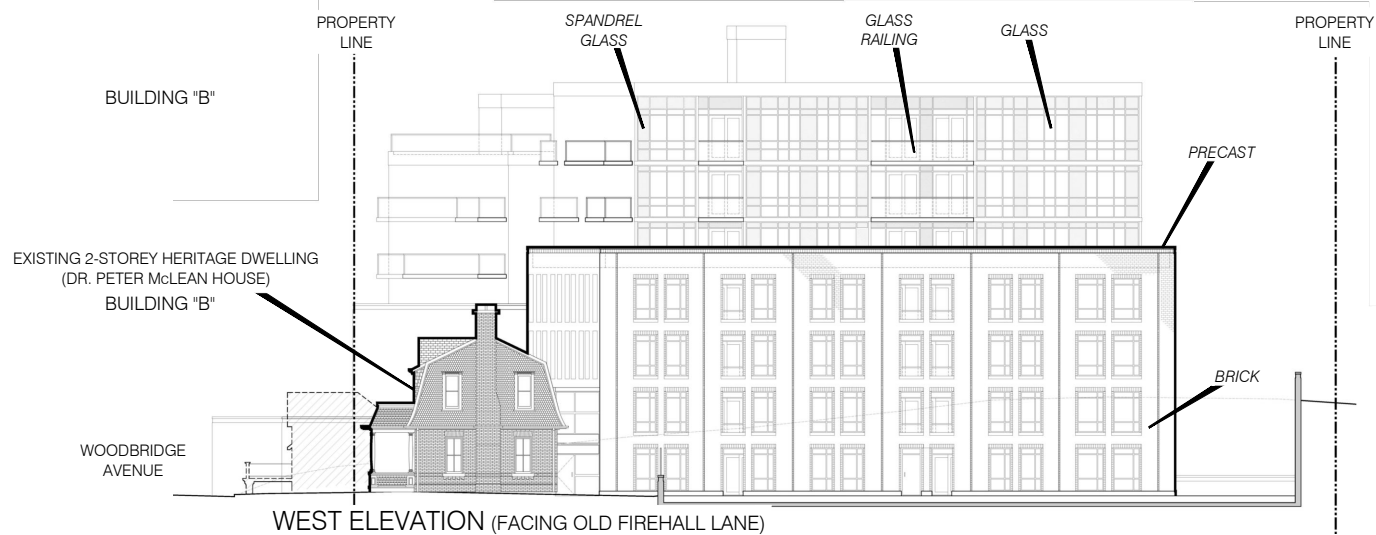 PROPERTY
LINE
SPANDREL
GLASS
GLASS
RAILING
GLASS
PROPERTY
LINE
BUILDING "B"
PRECAST
EXISTING 2-STOREY HERITAGE DWELLING
(DR. PETER McLEAN HOUSE)
BUILDING "B"
BRICK
WOODBRIDGE
AVENUE
WEST ELEVATION (FACING OLD FIREHALL LANE)